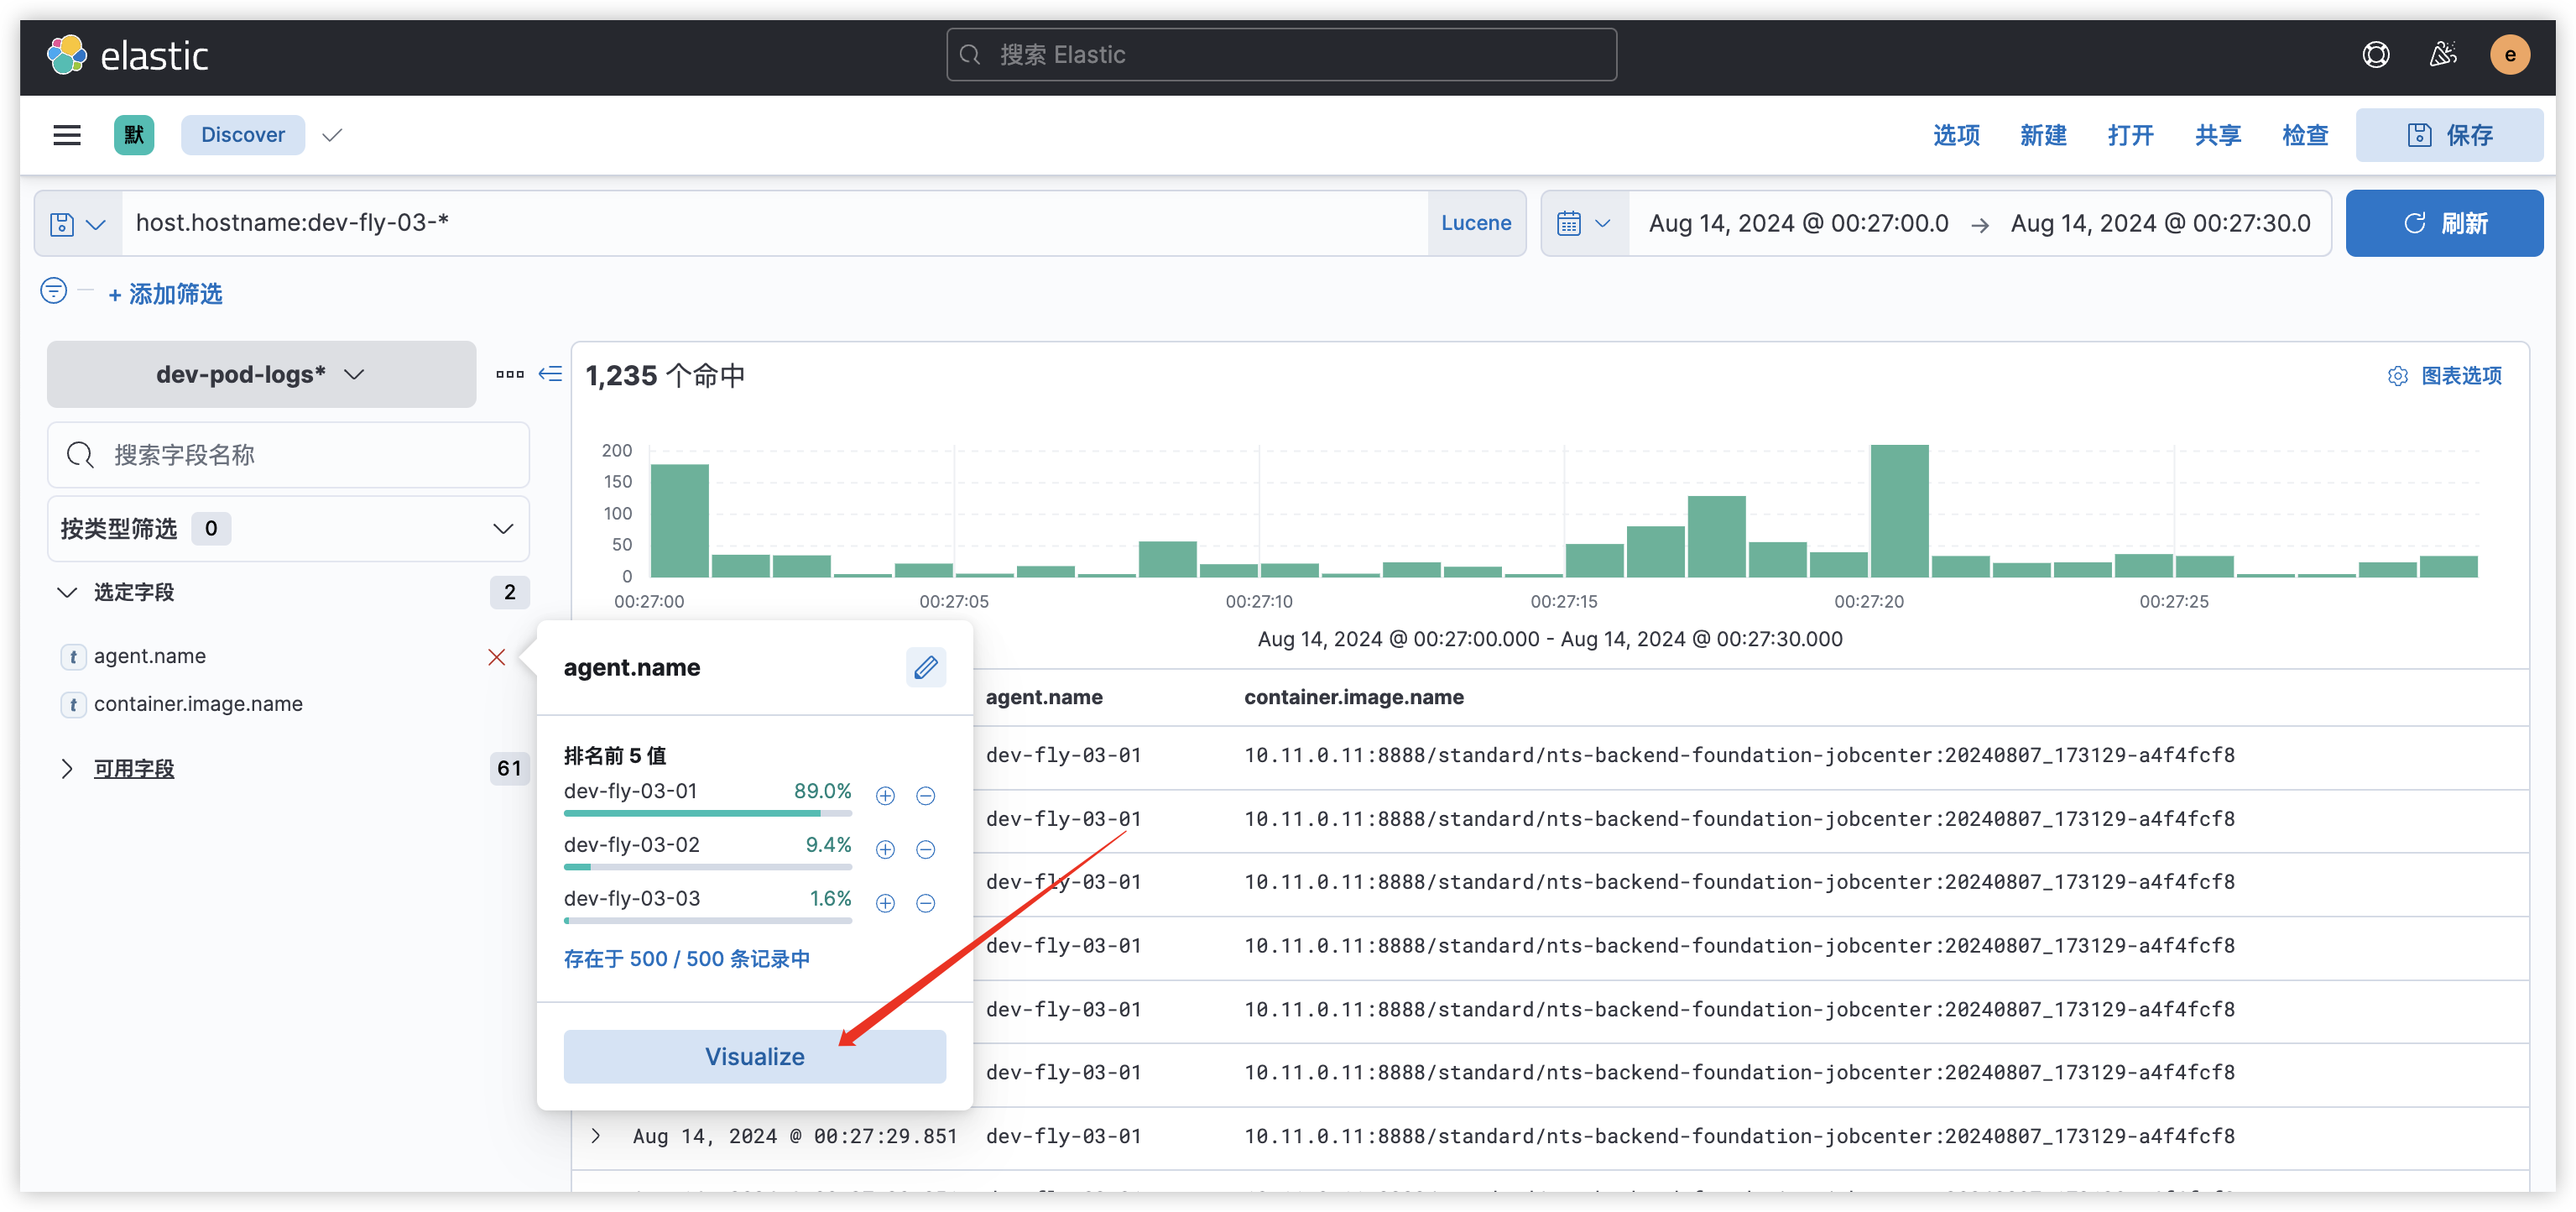 elastic
搜索 Elastic
e
默
Discover
选项
新建
打开
共享
检查
保存
host.hostname:dev-fly-03-*
Lucene
Aug 14, 2024 @ 00:27:00.0 → Aug 14, 2024 @ 00:27:30.0
刷新
+ 添加筛选
dev-pod-logs*
搜索字段名称
按类型筛选 0
选定字段 2
t agent.name
t container.image.name
可用字段 61
1,235 个命中
图表选项
200
150
100
50
0
00:27:00 00:27:05 00:27:10 00:27:15 00:27:20 00:27:25
Aug 14, 2024 @ 00:27:00.000 - Aug 14, 2024 @ 00:27:30.000
agent.name
排名前 5 值
dev-fly-03-01 89.0%
dev-fly-03-02 9.4%
dev-fly-03-03 1.6%
存在于 500 / 500 条记录中
Visualize
agent.name container.image.name
dev-fly-03-01 10.11.0.11:8888/standard/nts-backend-foundation-jobcenter:20240807_173129-a4f4fcf8
dev-fly-03-01 10.11.0.11:8888/standard/nts-backend-foundation-jobcenter:20240807_173129-a4f4fcf8
dev-fly-03-01 10.11.0.11:8888/standard/nts-backend-foundation-jobcenter:20240807_173129-a4f4fcf8
dev-fly-03-01 10.11.0.11:8888/standard/nts-backend-foundation-jobcenter:20240807_173129-a4f4fcf8
dev-fly-03-01 10.11.0.11:8888/standard/nts-backend-foundation-jobcenter:20240807_173129-a4f4fcf8
dev-fly-03-01 10.11.0.11:8888/standard/nts-backend-foundation-jobcenter:20240807_173129-a4f4fcf8
Aug 14, 2024 @ 00:27:29.851 dev-fly-03-01 10.11.0.11:8888/standard/nts-backend-foundation-jobcenter:20240807_173129-a4f4fcf8